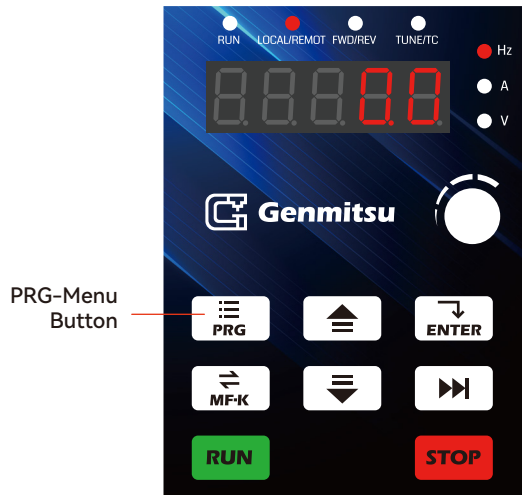 RUN LOCAL/REMOT FWD/REV TUNE/TC
Hz
0.0
A
V
Genmitsu
PRG-Menu
Button
PRG
ENTER
MF·K
RUN
STOP